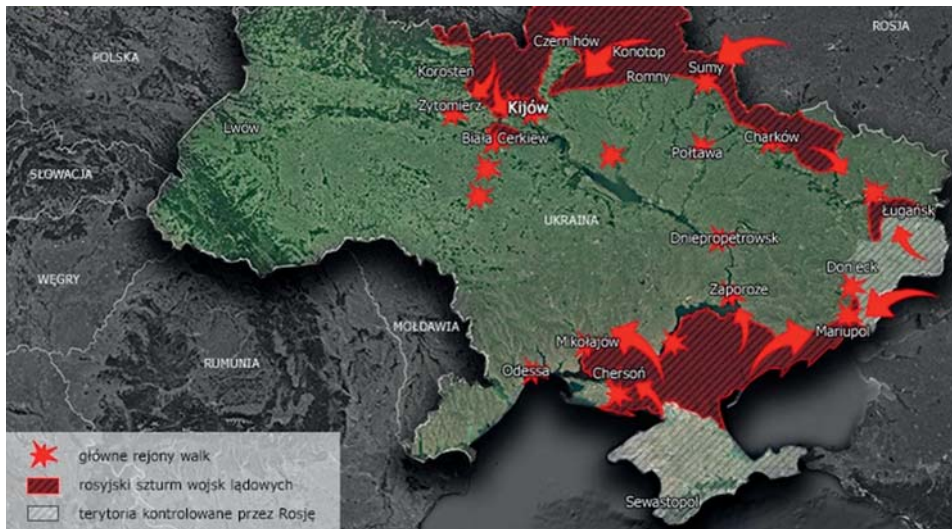 ROSJA
POLSKA
Czernihów
Konotop
Sumy
Korosteń
Romny
Żytomierz
Kijów
Lwów
Biała Cerkiew
Charków
Połtawa
SŁOWACJA
UKRAINA
Ługańsk
Dniepropetrowsk
WĘGRY
Donieck
Zaporoże
MOŁDAWIA
Mariupol
Mikołajów
RUMUNIA
Odessa
Chersoń
główne rejony walk
rosyjski szturm wojsk lądowych
Sewastopol
terytoria kontrolowane przez Rosję